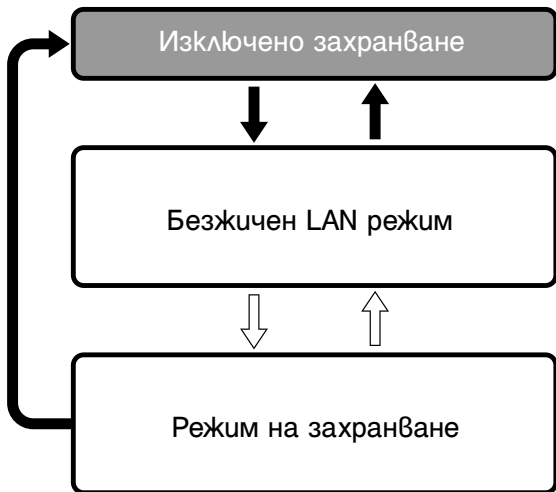 Изключено захранване
Безжичен LAN режим
Режим на захранване